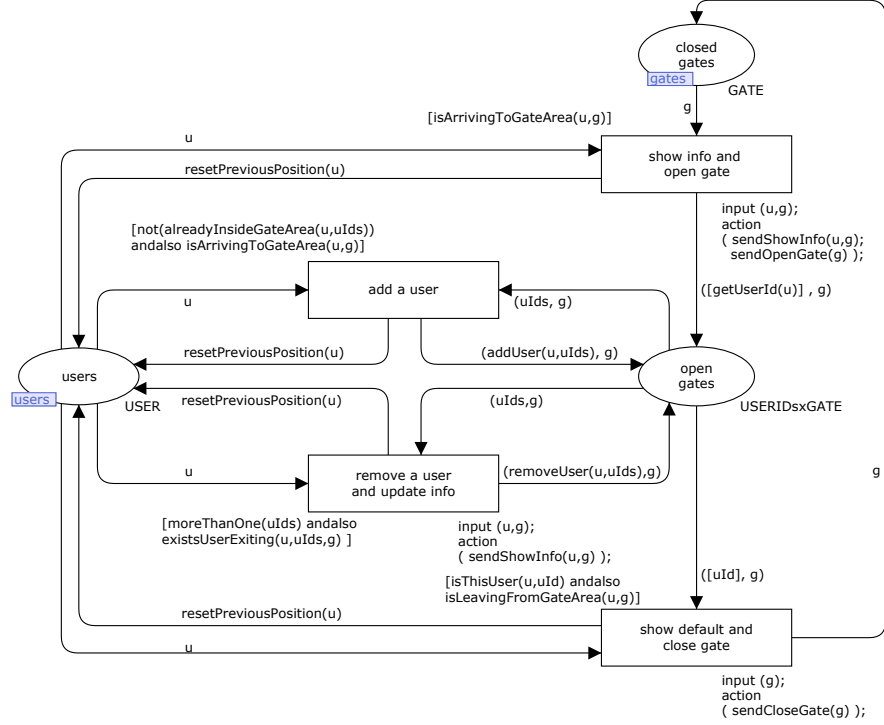 closed
gates
gates
GATE
g
[isArrivingToGateArea(u,g)]
u
show info and
open gate
resetPreviousPosition(u)
input (u,g);
action
( sendShowInfo(u,g);
sendOpenGate(g) );
[not(alreadyInsideGateArea(u,uIds))
andalso isArrivingToGateArea(u,g)]
add a user
u
(uIds, g)
([getUserId(u)] , g)
resetPreviousPosition(u)
(addUser(u,uIds), g)
users
users
USER
open
gates
USERIDsxGATE
resetPreviousPosition(u)
(uIds,g)
u
remove a user
and update info
(removeUser(u,uIds),g)
g
[moreThanOne(uIds) andalso
existsUserExiting(u,uIds,g) ]
input (u,g);
action
( sendShowInfo(u,g) );
[isThisUser(u,uId) andalso
isLeavingFromGateArea(u,g)]
([uId], g)
resetPreviousPosition(u)
show default and
close gate
u
input (g);
action
( sendCloseGate(g) );